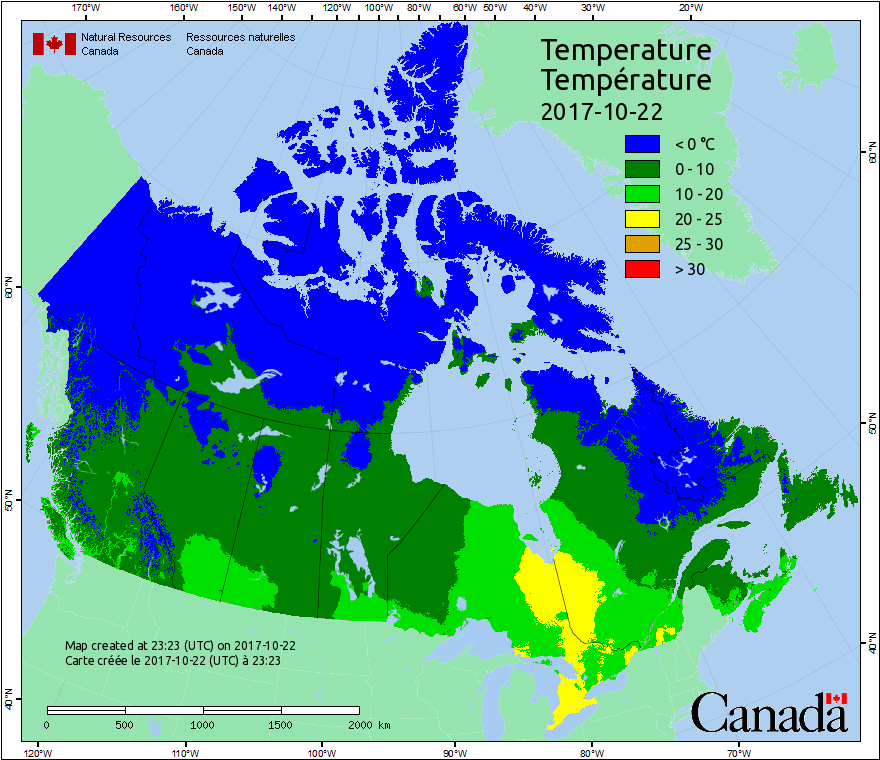 170°W 160°W 150°W 140°W 120°W 100°W 80°W 60°W 50°W 40°W 30°W 20°W
Natural Resources Ressources naturelles
Canada Canada
Temperature
Température
2017-10-22
< 0 °C
0 - 10
10 - 20
20 - 25
25 - 30
> 30
60°N
50°N
40°N
60°N
50°N
40°N
Map created at 23:23 (UTC) on 2017-10-22
Carte créée le 2017-10-22 (UTC) à 23:23
0 500 1000 1500 2000 km
Canada
120°W 110°W 100°W 90°W 80°W 70°W